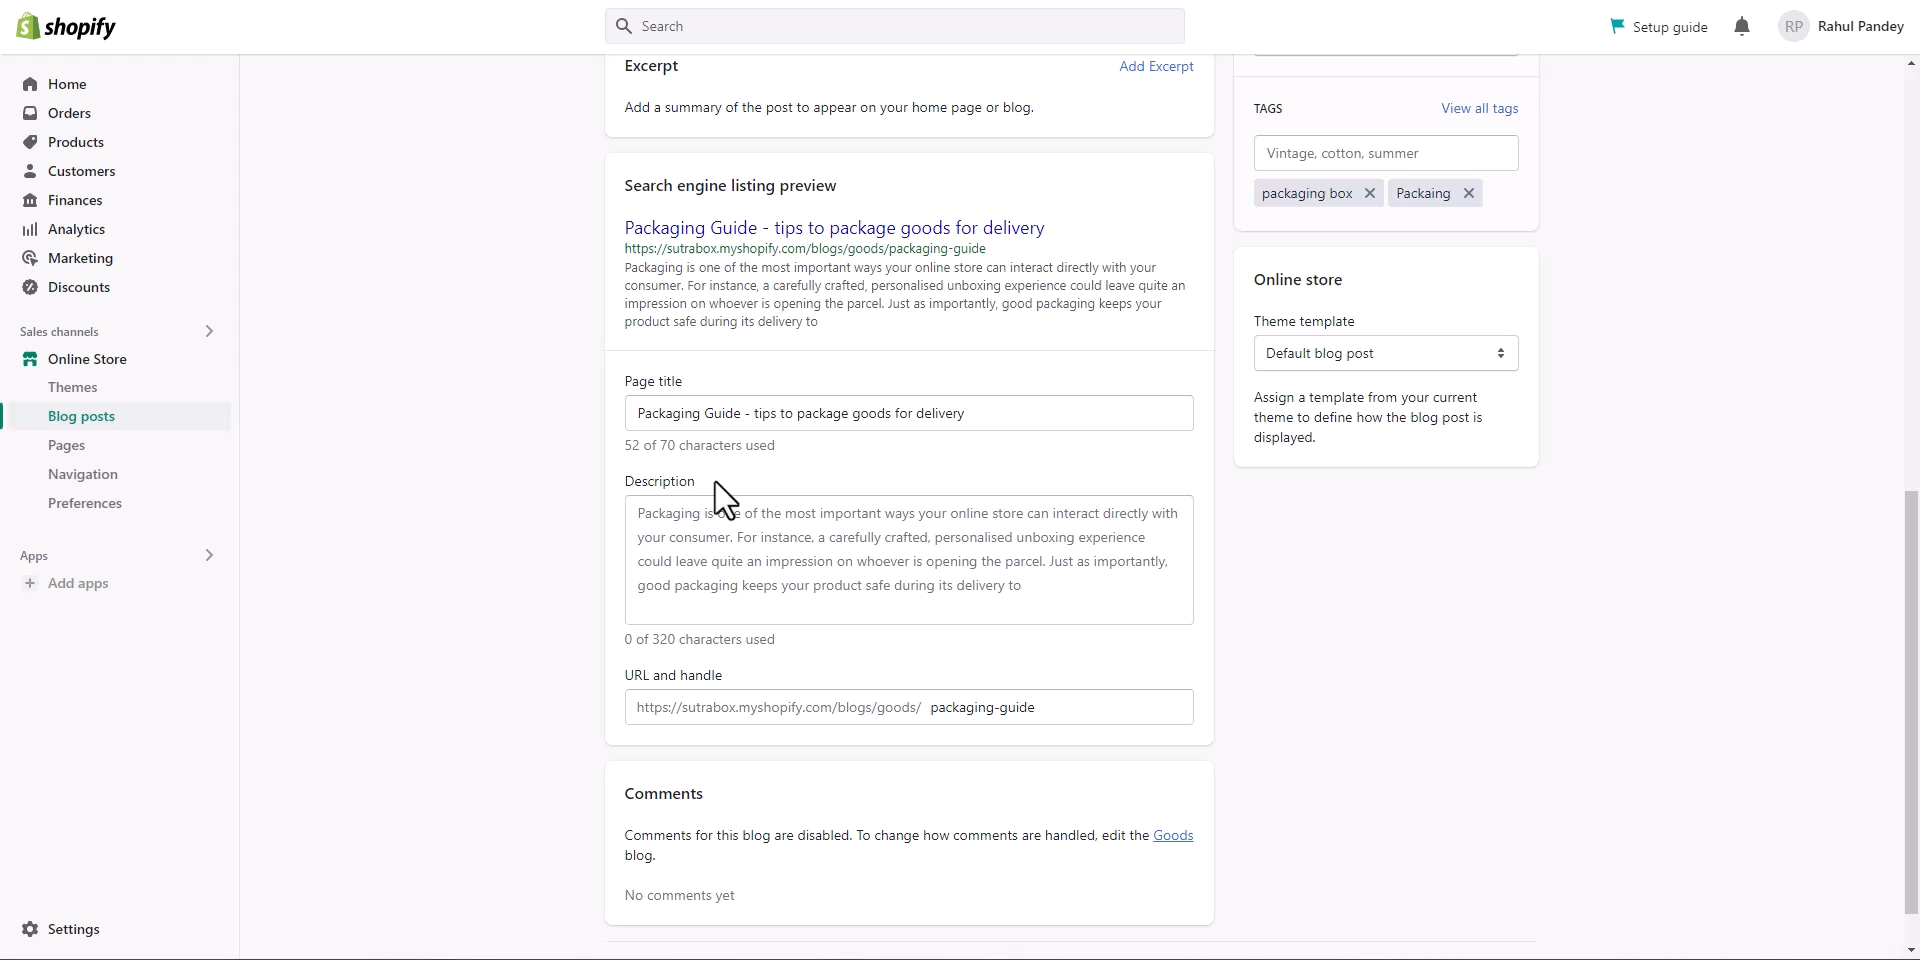 shopify
Search
Setup guide
RP
Rahul Pandey
Home
Orders
Products
Customers
Finances
Analytics
Marketing
Discounts
Sales channels
Online Store
Themes
Blog posts
Pages
Navigation
Preferences
Apps
Add apps
Settings
Excerpt
Add Excerpt
Add a summary of the post to appear on your home page or blog.
Search engine listing preview
Packaging Guide - tips to package goods for delivery
https://sutrabox.myshopify.com/blogs/goods/packaging-guide
Packaging is one of the most important ways your online store can interact directly with your
consumer. For instance, a carefully crafted, personalised unboxing experience could leave quite an
impression on whoever is opening the parcel. Just as importantly, good packaging keeps your
product safe during its delivery to
Page title
Packaging Guide - tips to package goods for delivery
52 of 70 characters used
Description
Packaging is one of the most important ways your online store can interact directly with
your consumer. For instance, a carefully crafted, personalised unboxing experience
could leave quite an impression on whoever is opening the parcel. Just as importantly,
good packaging keeps your product safe during its delivery to
0 of 320 characters used
URL and handle
https://sutrabox.myshopify.com/blogs/goods/ packaging-guide
Comments
Comments for this blog are disabled. To change how comments are handled, edit the Goods
blog.
No comments yet
TAGS
View all tags
Vintage, cotton, summer
packaging box
Packaing
Online store
Theme template
Default blog post
Assign a template from your current
theme to define how the blog post is
displayed.